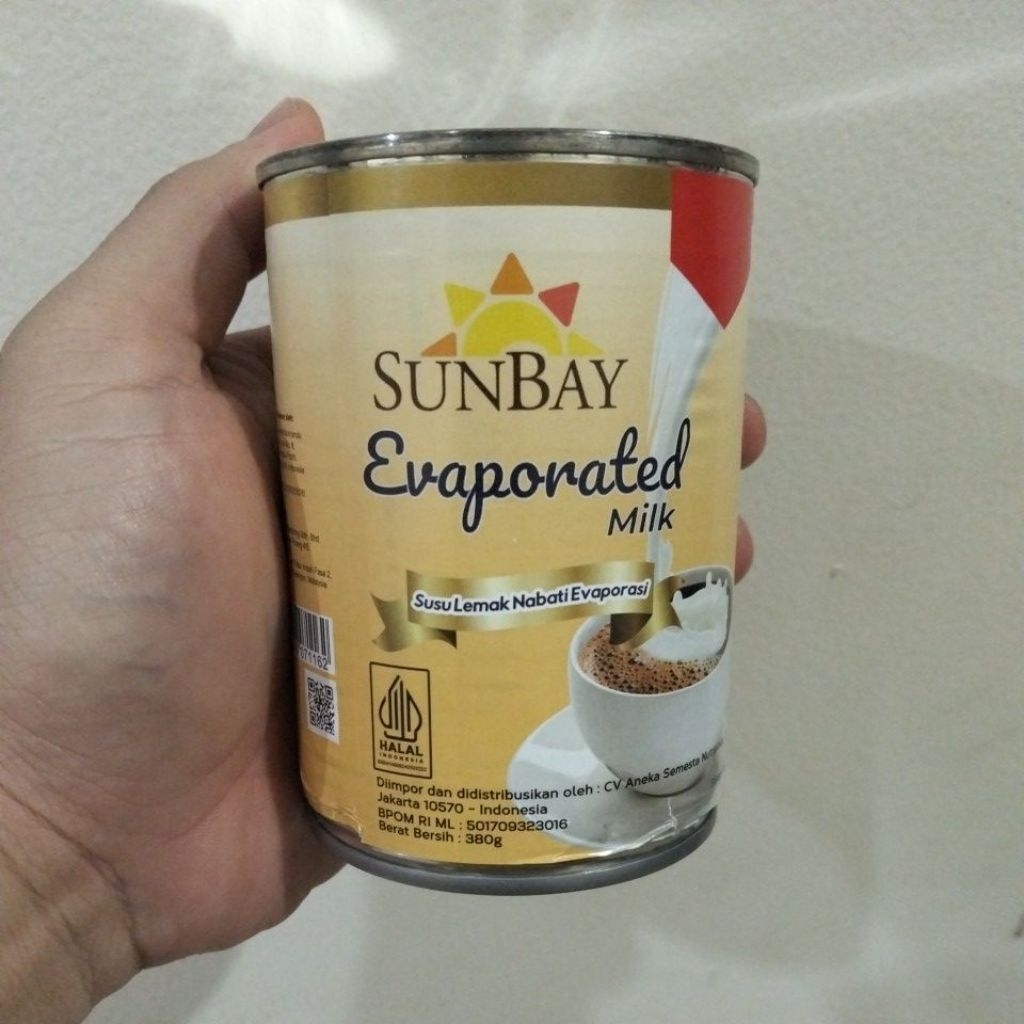 SUNBAY
Evaporated
Milk
Susu Lemak Nabati Evaporasi
HALAL
INDONESIA
Diimpor dan didistribusikan oleh : CV Aneka Semesta
Jakarta 10570 - Indonesia
BPOM RI ML : 501709323016
Berat Bersih : 380g